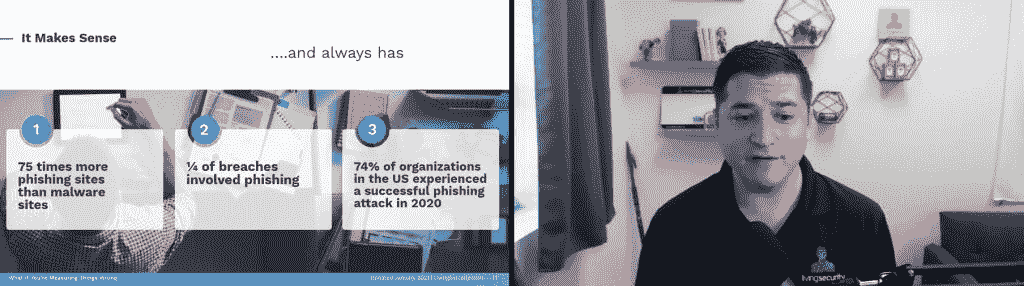 It Makes Sense
....and always has
1
75 times more
phishing sites
than malware
sites
2
¼ of breaches
involved phishing
3
74% of organizations
in the US experienced
a successful phishing
attack in 2020
What if You're Measuring Things Wrong
livingsecurity